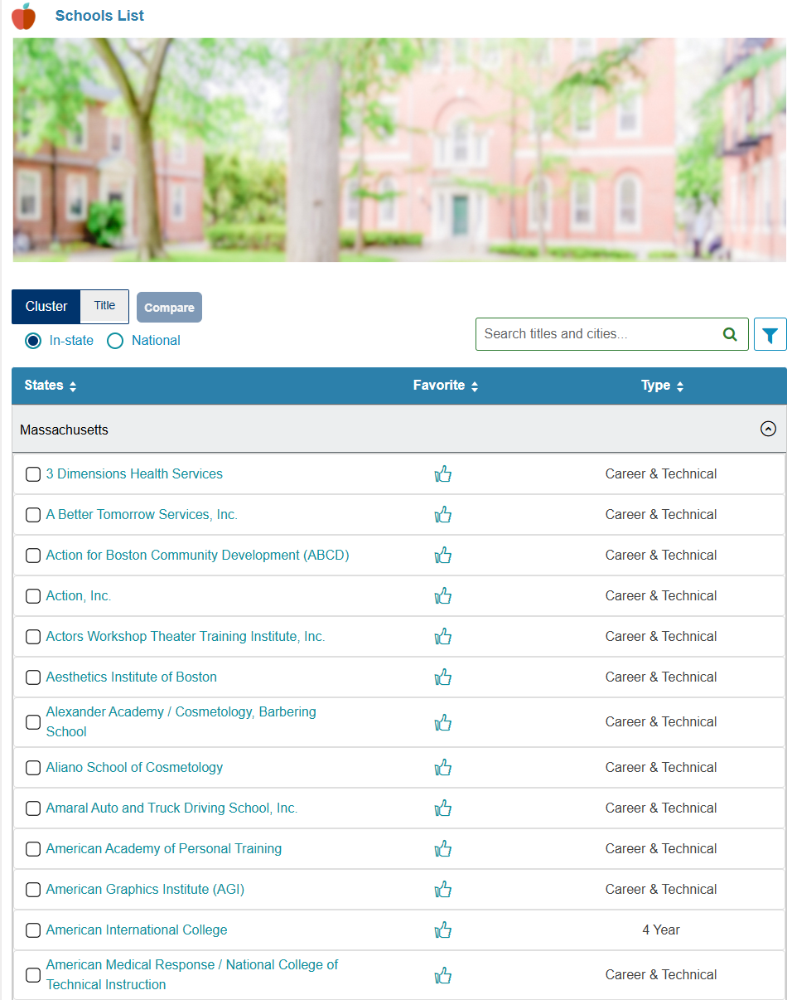 Schools List
Cluster
Title
Compare
In-state
National
Search titles and cities...
States
Favorite
Type
Massachusetts
3 Dimensions Health Services
Career & Technical
A Better Tomorrow Services, Inc.
Career & Technical
Action for Boston Community Development (ABCD)
Career & Technical
Action, Inc.
Career & Technical
Actors Workshop Theater Training Institute, Inc.
Career & Technical
Aesthetics Institute of Boston
Career & Technical
Alexander Academy / Cosmetology, Barbering
School
Career & Technical
Aliano School of Cosmetology
Career & Technical
Amaral Auto and Truck Driving School, Inc.
Career & Technical
American Academy of Personal Training
Career & Technical
American Graphics Institute (AGI)
Career & Technical
American International College
4 Year
American Medical Response / National College of
Technical Instruction
Career & Technical